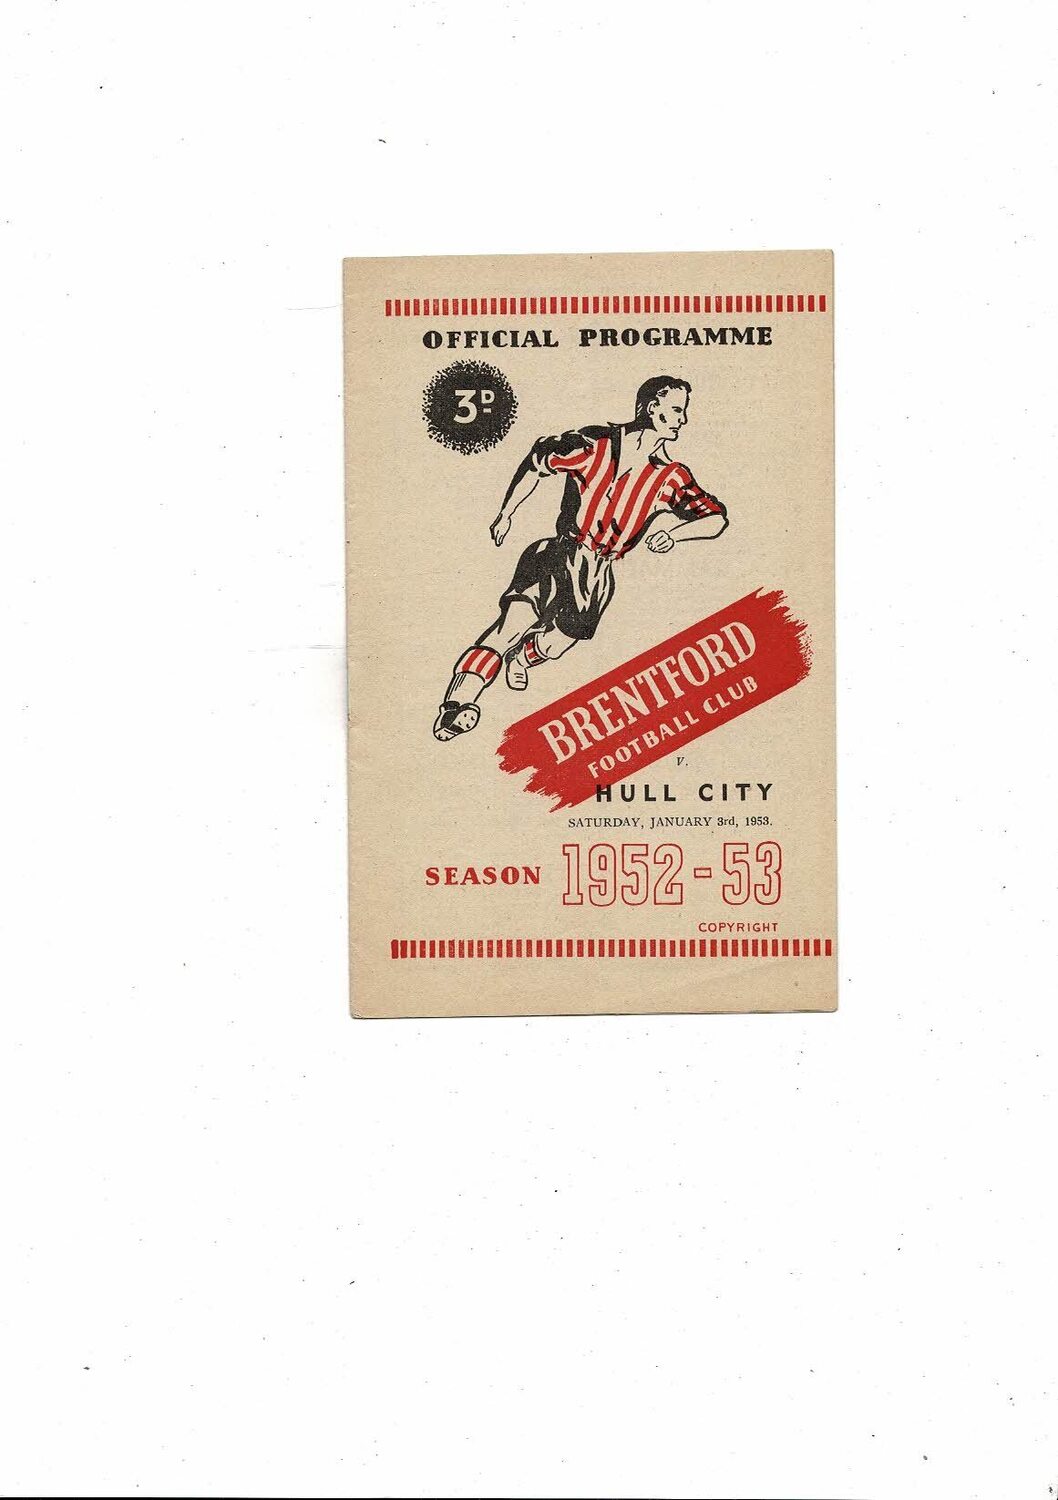 OFFICIAL PROGRAMME
3D-
BRENTFORD
FOOTBALL CLUB
v.
HULL CITY
SATURDAY, JANUARY 3rd, 1953.
SEASON 1952-53
COPYRIGHT